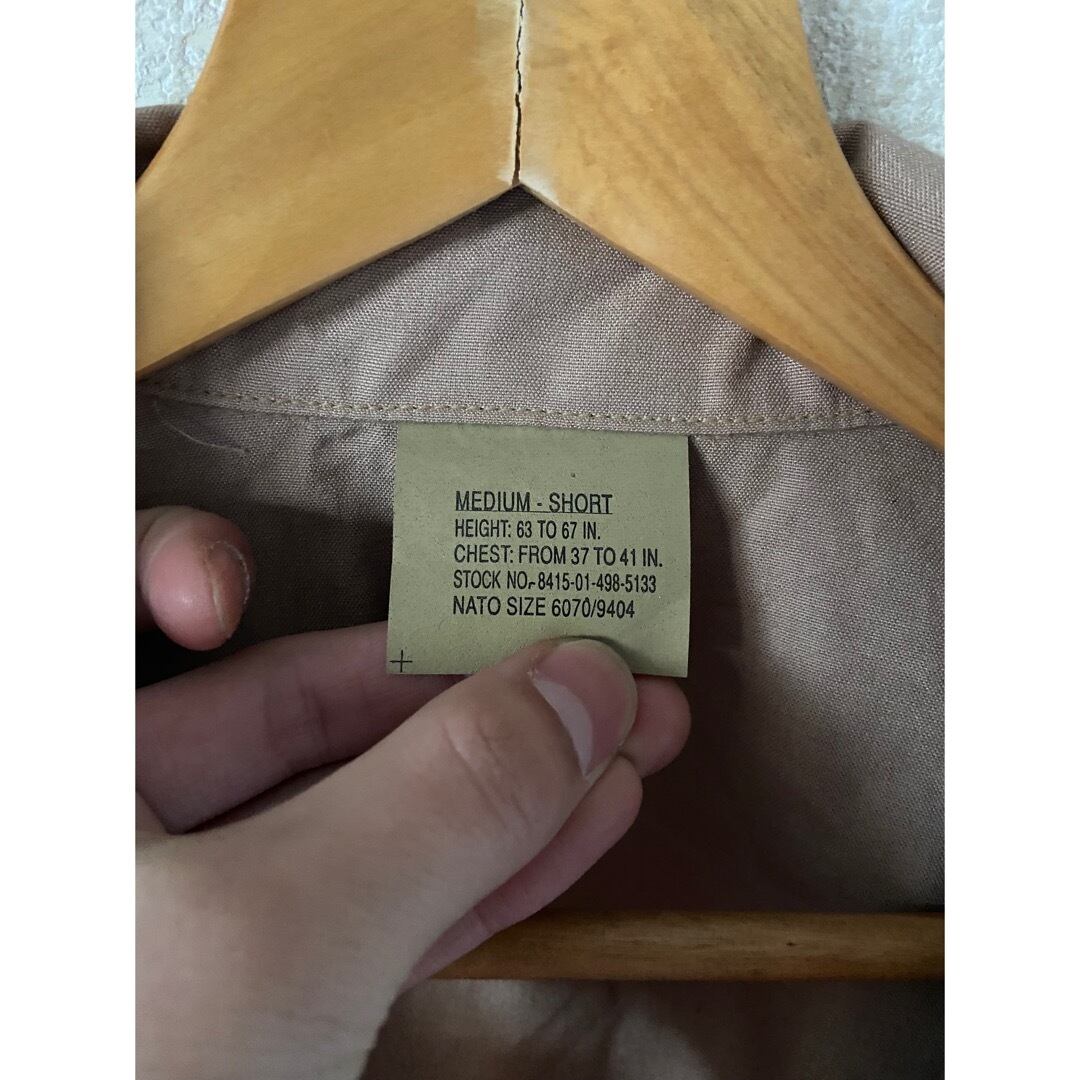 MEDIUM - SHORT
HEIGHT: 63 TO 67 IN.
CHEST: FROM 37 TO 41 IN.
STOCK NO.- 8415-01-498-5133
NATO SIZE 6070/9404